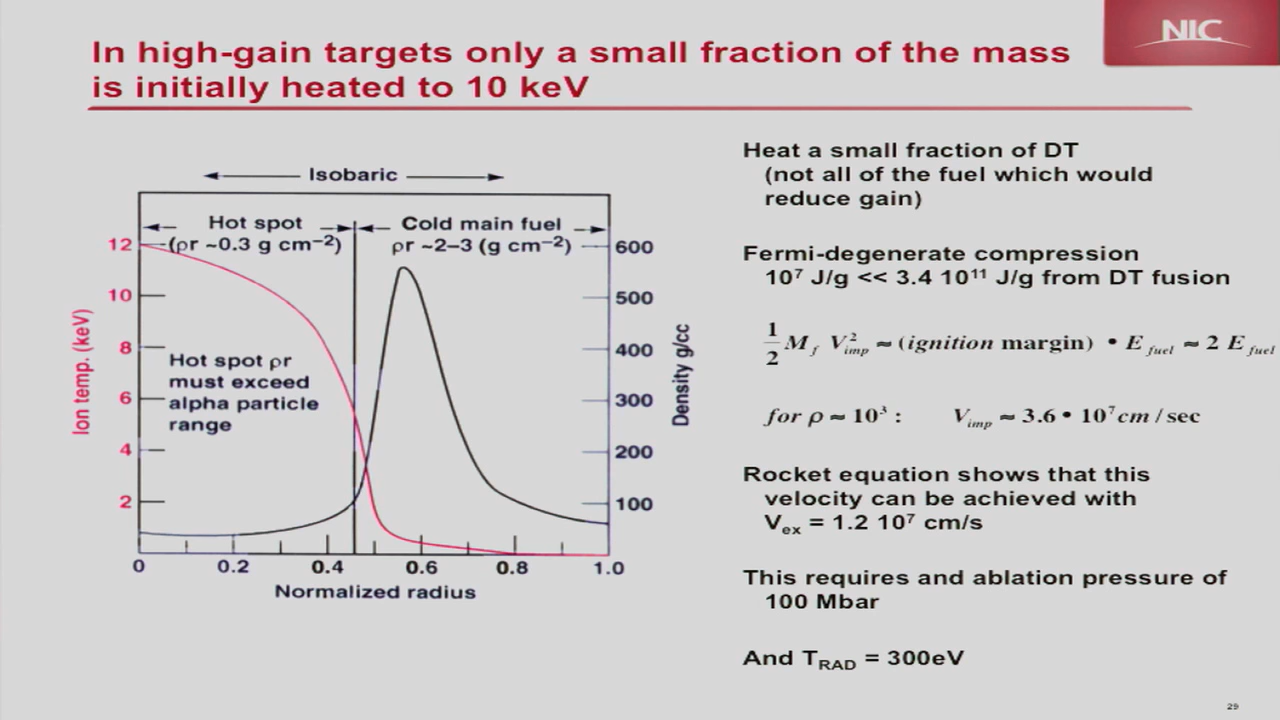 NIC
In high-gain targets only a small fraction of the mass
is initially heated to 10 keV
Isobaric
Hot spot
(ρr ~0.3 g cm⁻²)
Cold main fuel
ρr ~2–3 (g cm⁻²)
Hot spot ρr
must exceed
alpha particle
range
Ion temp. (keV)
12
10
8
6
4
2
Density g/cc
600
500
400
300
200
100
0
0.2
0.4
0.6
0.8
1.0
Normalized radius
Heat a small fraction of DT
(not all of the fuel which would
reduce gain)
Fermi-degenerate compression
10⁷ J/g << 3.4 10¹¹ J/g from DT fusion
1/2 M_f V²_imp ≈ (ignition margin) • E_fuel ≈ 2 E_fuel
for ρ ≈ 10³ : V_imp ≈ 3.6 • 10⁷ cm / sec
Rocket equation shows that this
velocity can be achieved with
V_ex = 1.2 10⁷ cm/s
This requires and ablation pressure of
100 Mbar
And T_RAD = 300eV
29